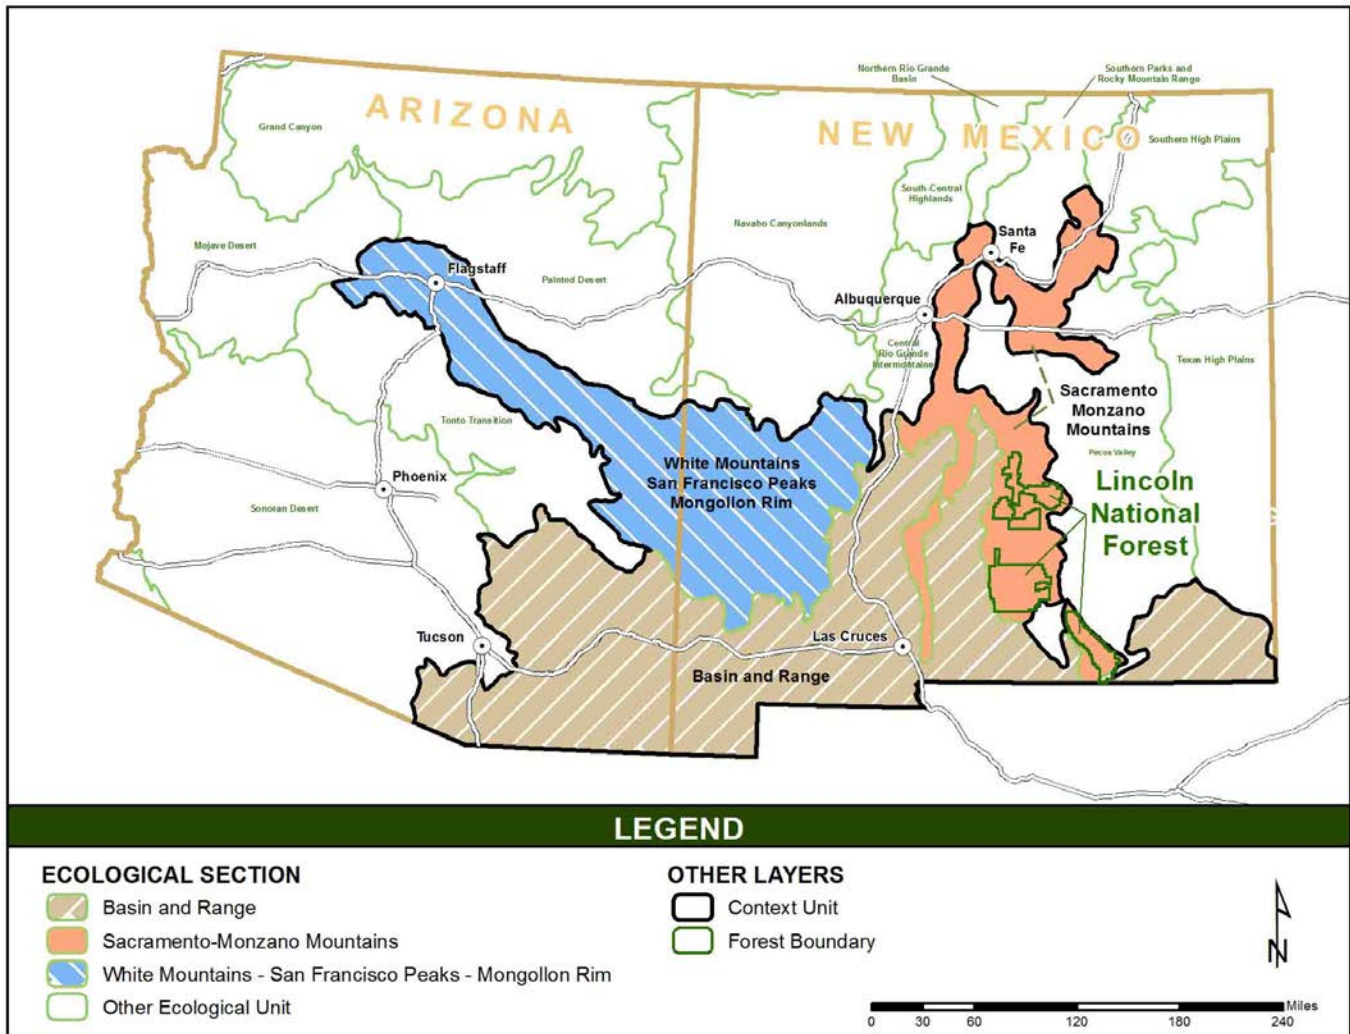 Northern Rio Grande
Basin
Southern Parks and
Rocky Mountain Range
ARIZONA
NEW MEXICO
Grand Canyon
Southern High Plains
South-Central
Highlands
Navabo Canyonlands
Santa
Fe
Mojave Desert
Flagstaff
Painted Desert
Albuquerque
Central
Rio Grande
Intermontaine
Texas High Plains
Sacramento
Monzano
Mountains
Tonto Transition
Pecos Valley
White Mountains
San Francisco Peaks
Mongollon Rim
Phoenix
Lincoln
National
Forest
Sonoran Desert
Tucson
Las Cruces
Basin and Range
LEGEND
ECOLOGICAL SECTION
Basin and Range
Sacramento-Monzano Mountains
White Mountains - San Francisco Peaks - Mongollon Rim
Other Ecological Unit
OTHER LAYERS
Context Unit
Forest Boundary
N
Miles
0 30 60 120 180 240